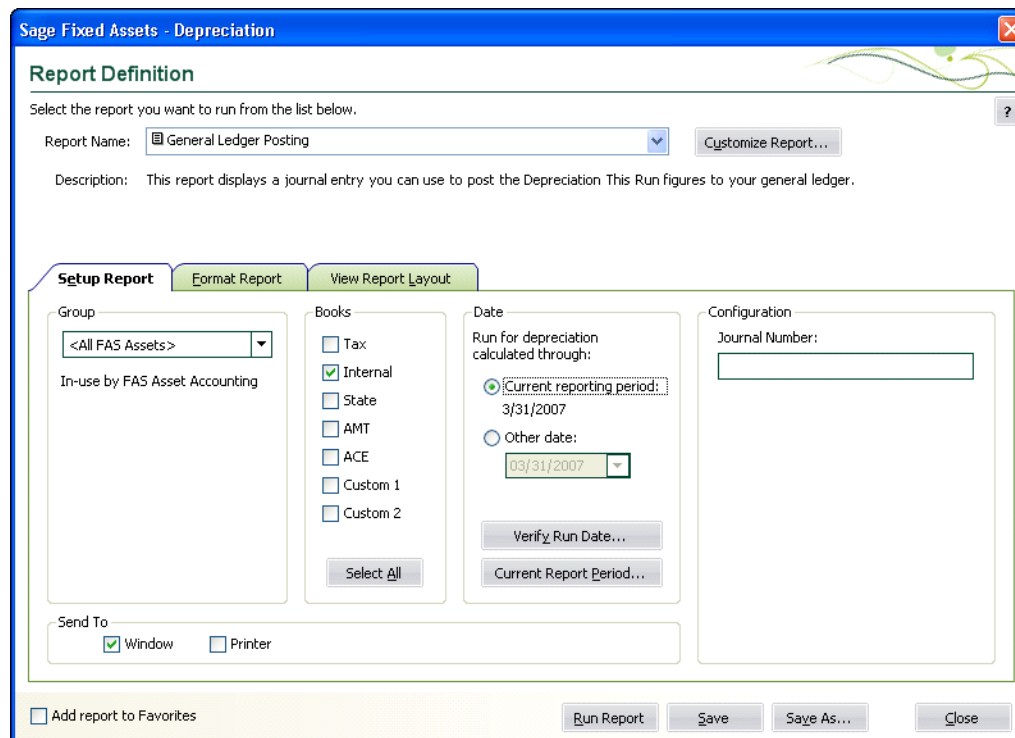 Sage Fixed Assets - Depreciation
Report Definition
Select the report you want to run from the list below.
?
Report Name:
General Ledger Posting
Customize Report...
Description:
This report displays a journal entry you can use to post the Depreciation This Run figures to your general ledger.
Setup Report
Format Report
View Report Layout
Group
<All FAS Assets>
In-use by FAS Asset Accounting
Books
Tax
Internal
State
AMT
ACE
Custom 1
Custom 2
Select All
Date
Run for depreciation
calculated through:
Current reporting period:
3/31/2007
Other date:
03/31/2007
Verify Run Date...
Current Report Period...
Configuration
Journal Number:
Send To
Window
Printer
Add report to Favorites
Run Report
Save
Save As...
Close